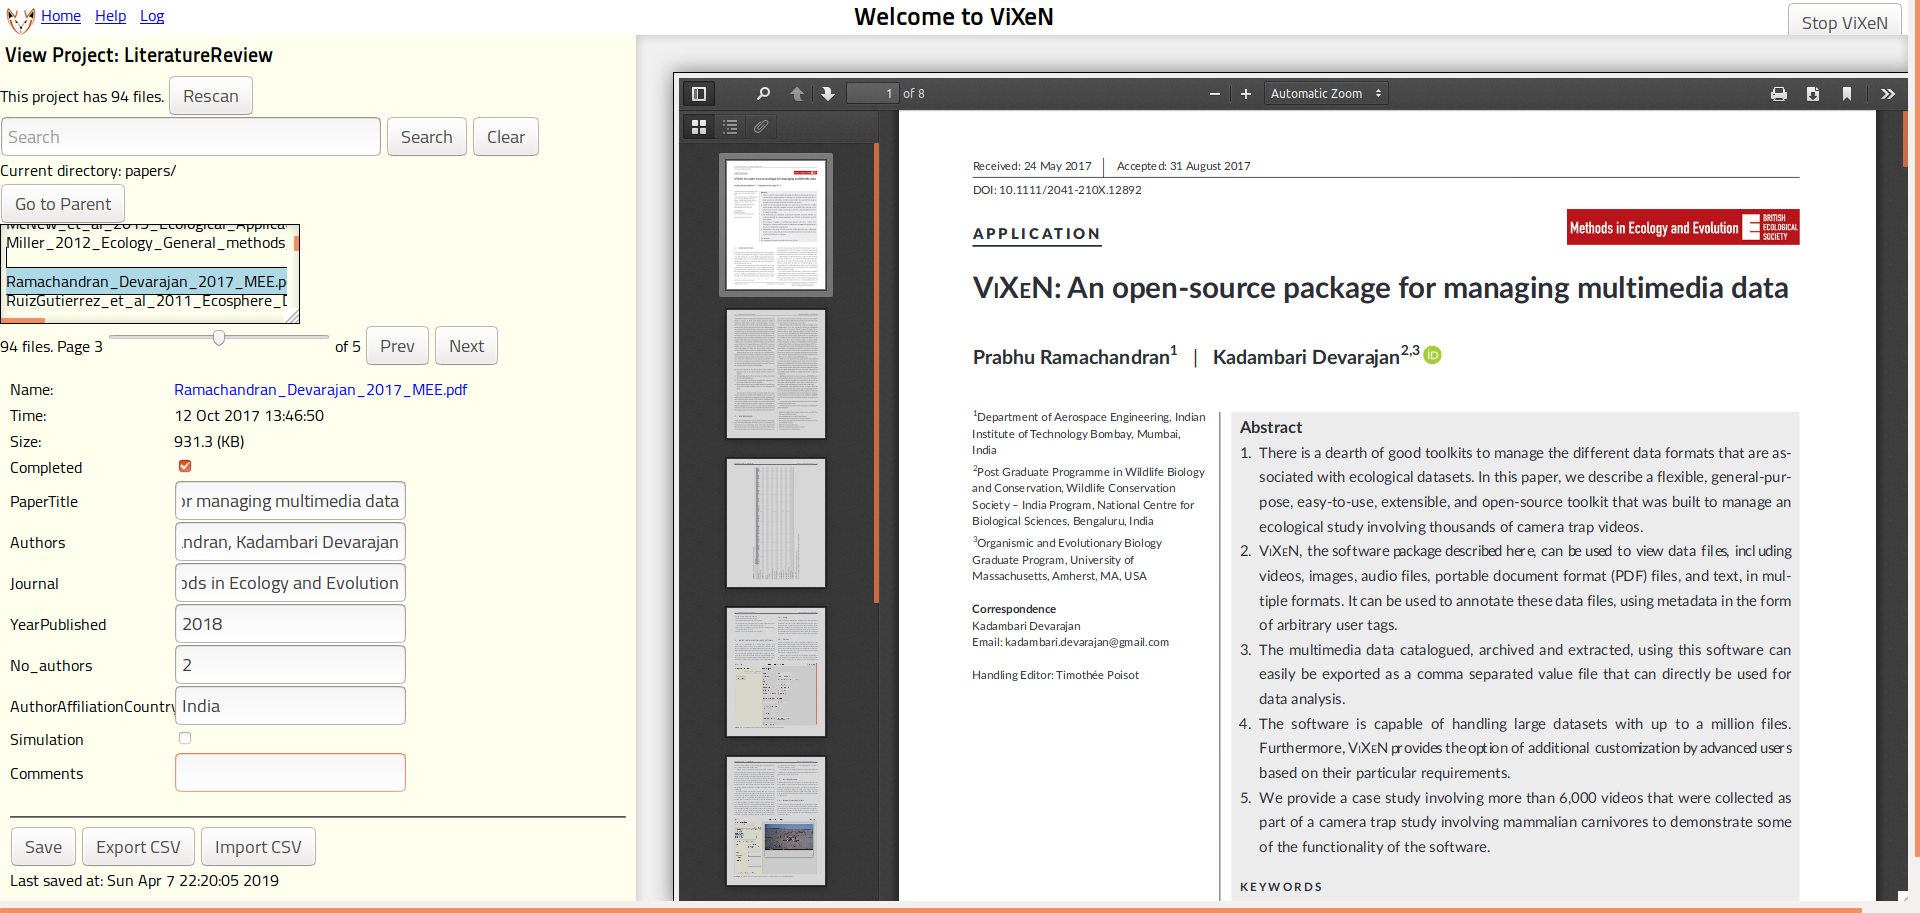 Home Help Log
Welcome to ViXeN
Stop ViXeN
View Project: LiteratureReview
This project has 94 files. Rescan
Search Search Clear
Current directory: papers/
Go to Parent
Miller_2012_Ecology_General_methods
Ramachandran_Devarajan_2017_MEE.p
RuizGutierrez_et_al_2011_Ecosphere_D
94 files. Page 3 of 5 Prev Next
Name: Ramachandran_Devarajan_2017_MEE.pdf
Time: 12 Oct 2017 13:46:50
Size: 931.3 (KB)
Completed
PaperTitle or managing multimedia data
Authors ndran, Kadambari Devarajan
Journal ods in Ecology and Evolution
YearPublished 2018
No_authors 2
AuthorAffiliationCountry India
Simulation
Comments
Save Export CSV Import CSV
Last saved at: Sun Apr 7 22:20:05 2019
1 of 8
Automatic Zoom
Received: 24 May 2017 Accepted: 31 August 2017
DOI: 10.1111/2041-210X.12892
APPLICATION
Methods in Ecology and Evolution BRITISH ECOLOGICAL SOCIETY
ViXeN: An open-source package for managing multimedia data
Prabhu Ramachandran1 | Kadambari Devarajan2,3 iD
1Department of Aerospace Engineering, Indian
Institute of Technology Bombay, Mumbai,
India
2Post Graduate Programme in Wildlife Biology
and Conservation, Wildlife Conservation
Society – India Program, National Centre for
Biological Sciences, Bengaluru, India
3Organismic and Evolutionary Biology
Graduate Program, University of
Massachusetts, Amherst, MA, USA
Correspondence
Kadambari Devarajan
Email: kadambari.devarajan@gmail.com
Handling Editor: Timothée Poisot
Abstract
1. There is a dearth of good toolkits to manage the different data formats that are as-
sociated with ecological datasets. In this paper, we describe a flexible, general-pur-
pose, easy-to-use, extensible, and open-source toolkit that was built to manage an
ecological study involving thousands of camera trap videos.
2. ViXeN, the software package described here, can be used to view data files, including
videos, images, audio files, portable document format (PDF) files, and text, in mul-
tiple formats. It can be used to annotate these data files, using metadata in the form
of arbitrary user tags.
3. The multimedia data catalogued, archived and extracted, using this software can
easily be exported as a comma separated value file that can directly be used for
data analysis.
4. The software is capable of handling large datasets with up to a million files.
Furthermore, ViXeN provides the option of additional customization by advanced users
based on their particular requirements.
5. We provide a case study involving more than 6,000 videos that were collected as
part of a camera trap study involving mammalian carnivores to demonstrate some
of the functionality of the software.
KEYWORDS